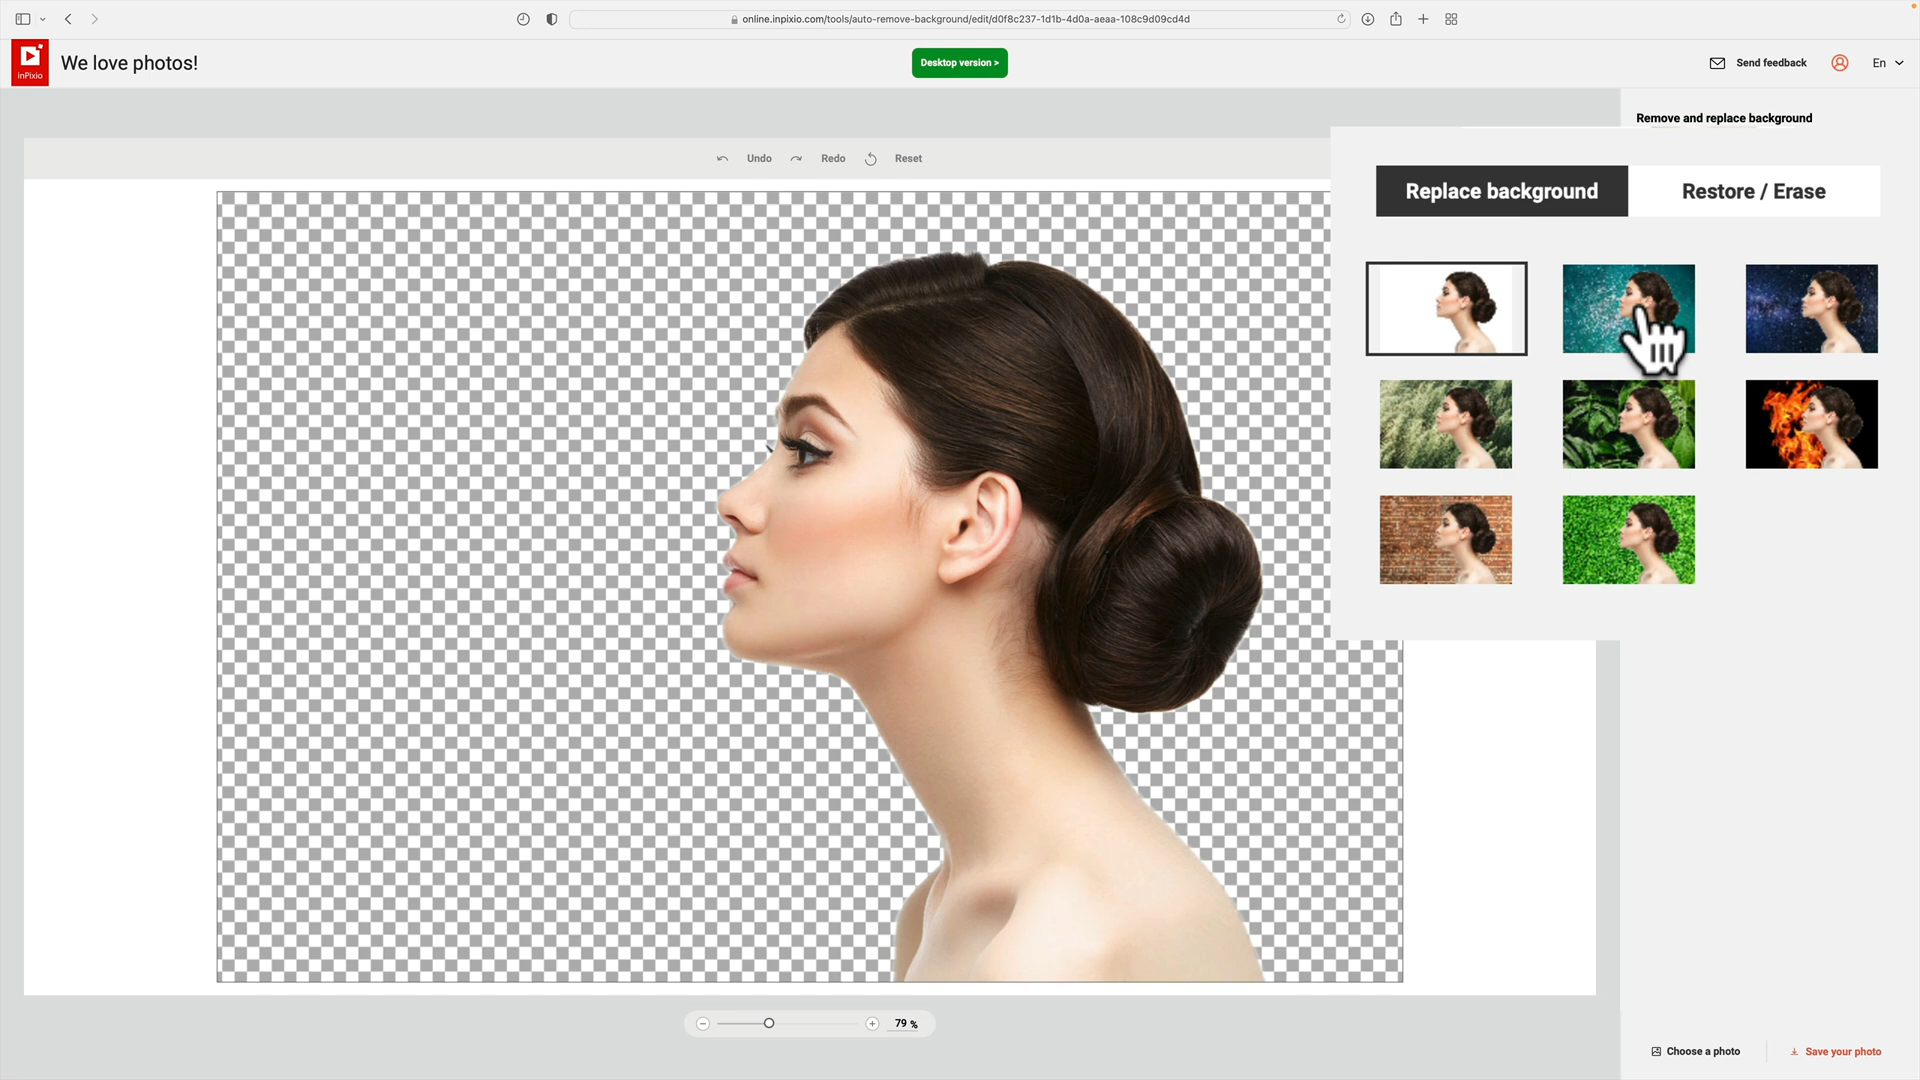 online.inpixio.com/tools/auto-remove-background/edit/d0f8c237-1d1b-4d0a-aeaa-108c9d09cd4d
inPixio
We love photos!
Desktop version >
Send feedback
En
Remove and replace background
Undo
Redo
Reset
Replace background
Restore / Erase
79 %
Choose a photo
Save your photo